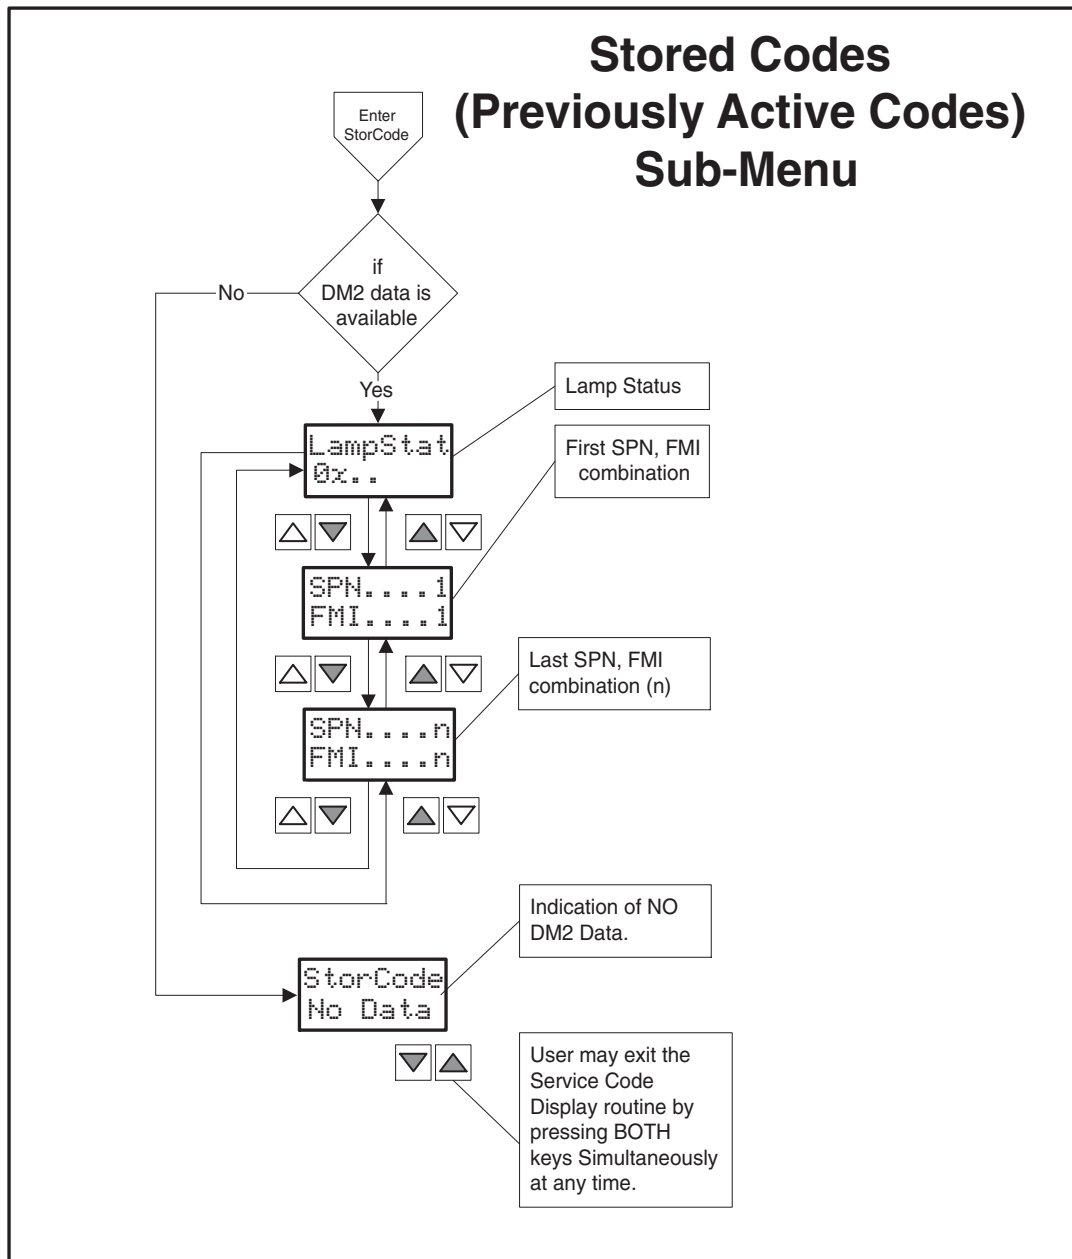 Stored Codes
(Previously Active Codes)
Sub-Menu
Enter
StorCode
if
DM2 data is
available
No
Yes
LampStat
0x..
Lamp Status
First SPN, FMI
combination
SPN....1
FMI....1
Last SPN, FMI
combination (n)
SPN....n
FMI....n
Indication of NO
DM2 Data.
StorCode
No Data
User may exit the
Service Code
Display routine by
pressing BOTH
keys Simultaneously
at any time.